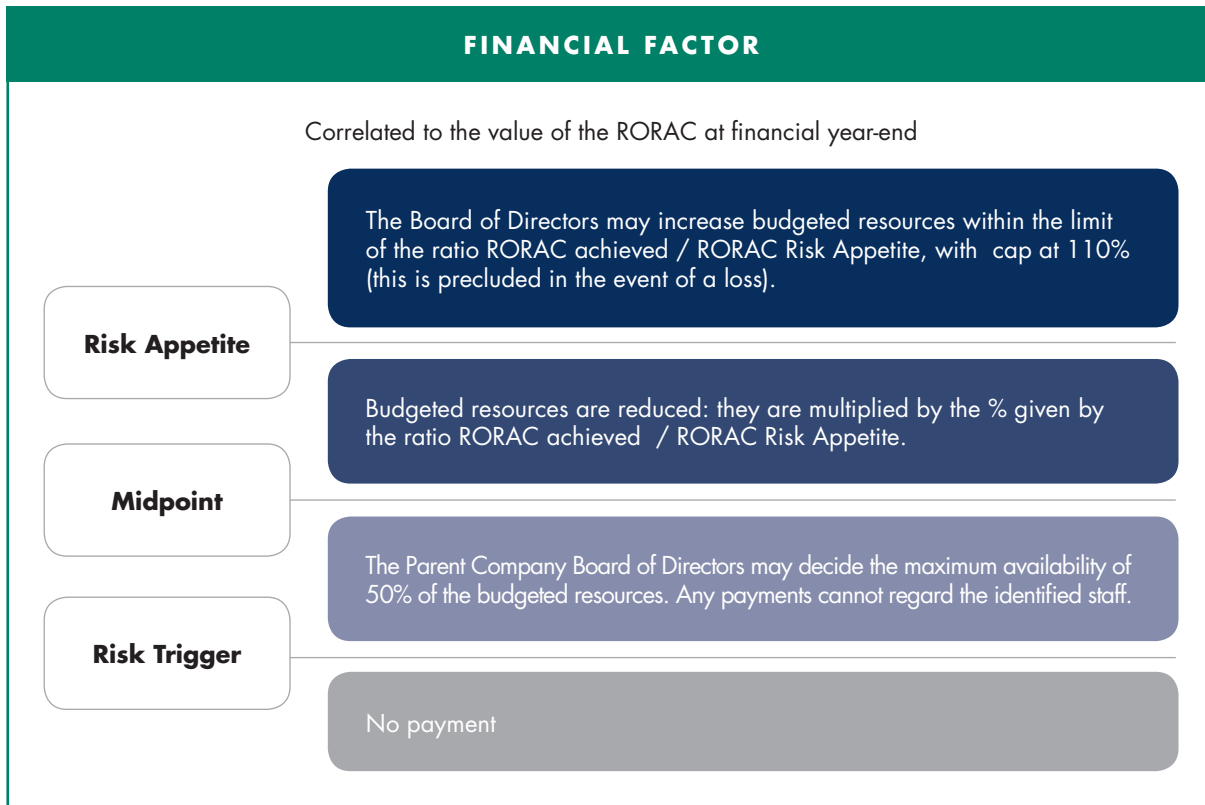 FINANCIAL FACTOR
Correlated to the value of the RORAC at financial year-end
The Board of Directors may increase budgeted resources within the limit
of the ratio RORAC achieved / RORAC Risk Appetite, with cap at 110%
(this is precluded in the event of a loss).
Risk Appetite
Budgeted resources are reduced: they are multiplied by the % given by
the ratio RORAC achieved / RORAC Risk Appetite.
Midpoint
The Parent Company Board of Directors may decide the maximum availability of
50% of the budgeted resources. Any payments cannot regard the identified staff.
Risk Trigger
No payment